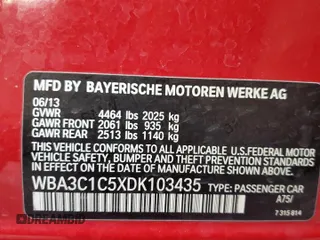 MFD BY BAYERISCHE MOTOREN WERKE AG
06/13
GVWR 4464 lbs 2025 kg
GAWR FRONT 2061 lbs 935 kg
GAWR REAR 2513 lbs 1140 kg
THIS VEHICLE CONFORMS TO ALL APPLICABLE U.S.FEDERAL MOTOR
VEHICLE SAFETY, BUMPER AND THEFT PREVENTION STANDARDS
IN EFFECT ON THE DATE OF MANUFACTURE SHOWN ABOVE.
WBA3C1C5XDK103435 TYPE: PASSENGER CAR
A75/
7 315 814
DREAMBID